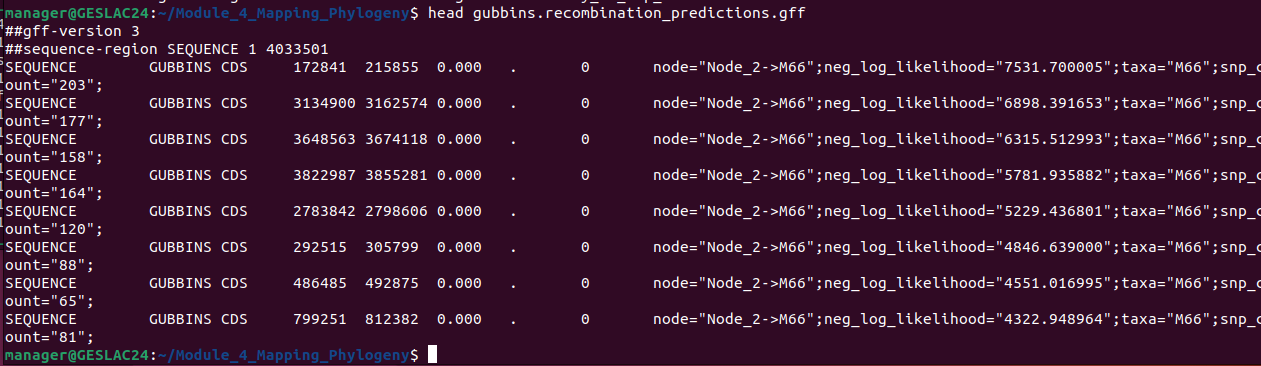 manager@GESLAC24:~/Module_4_Mapping_Phylogeny$ head gubbins.recombination_predictions.gff
##gff-version 3
##sequence-region SEQUENCE 1 4033501
SEQUENCE GUBBINS CDS 172841 215855 0.000 . 0 node="Node_2->M66";neg_log_likelihood="7531.700005";taxa="M66";snp_c
ount="203";
SEQUENCE GUBBINS CDS 3134900 3162574 0.000 . 0 node="Node_2->M66";neg_log_likelihood="6898.391653";taxa="M66";snp_c
ount="177";
SEQUENCE GUBBINS CDS 3648563 3674118 0.000 . 0 node="Node_2->M66";neg_log_likelihood="6315.512993";taxa="M66";snp_c
ount="158";
SEQUENCE GUBBINS CDS 3822987 3855281 0.000 . 0 node="Node_2->M66";neg_log_likelihood="5781.935882";taxa="M66";snp_c
ount="164";
SEQUENCE GUBBINS CDS 2783842 2798606 0.000 . 0 node="Node_2->M66";neg_log_likelihood="5229.436801";taxa="M66";snp_c
ount="120";
SEQUENCE GUBBINS CDS 292515 305799 0.000 . 0 node="Node_2->M66";neg_log_likelihood="4846.639000";taxa="M66";snp_c
ount="88";
SEQUENCE GUBBINS CDS 486485 492875 0.000 . 0 node="Node_2->M66";neg_log_likelihood="4551.016995";taxa="M66";snp_c
ount="65";
SEQUENCE GUBBINS CDS 799251 812382 0.000 . 0 node="Node_2->M66";neg_log_likelihood="4322.948964";taxa="M66";snp_c
ount="81";
manager@GESLAC24:~/Module_4_Mapping_Phylogeny$